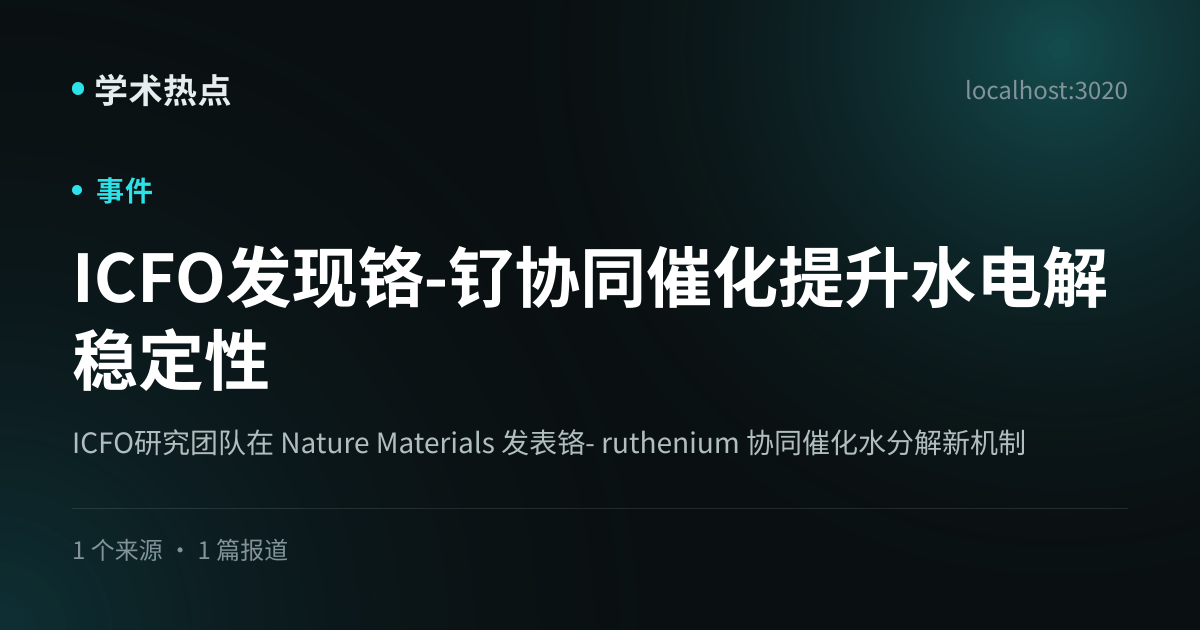 学术热点
localhost:3020
事件
ICFO发现铬-钌协同催化提升水电解
稳定性
ICFO研究团队在 Nature Materials 发表铬- ruthenium 协同催化水分解新机制
1 个来源 · 1 篇报道